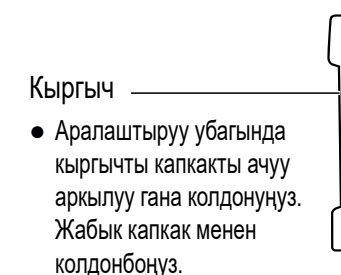 Кыргыч
● Аралаштыруу убагында
кыргычты капкакты ачуу
аркылуу гана колдонуңуз.
Жабык капкак менен
колдонбоңуз.